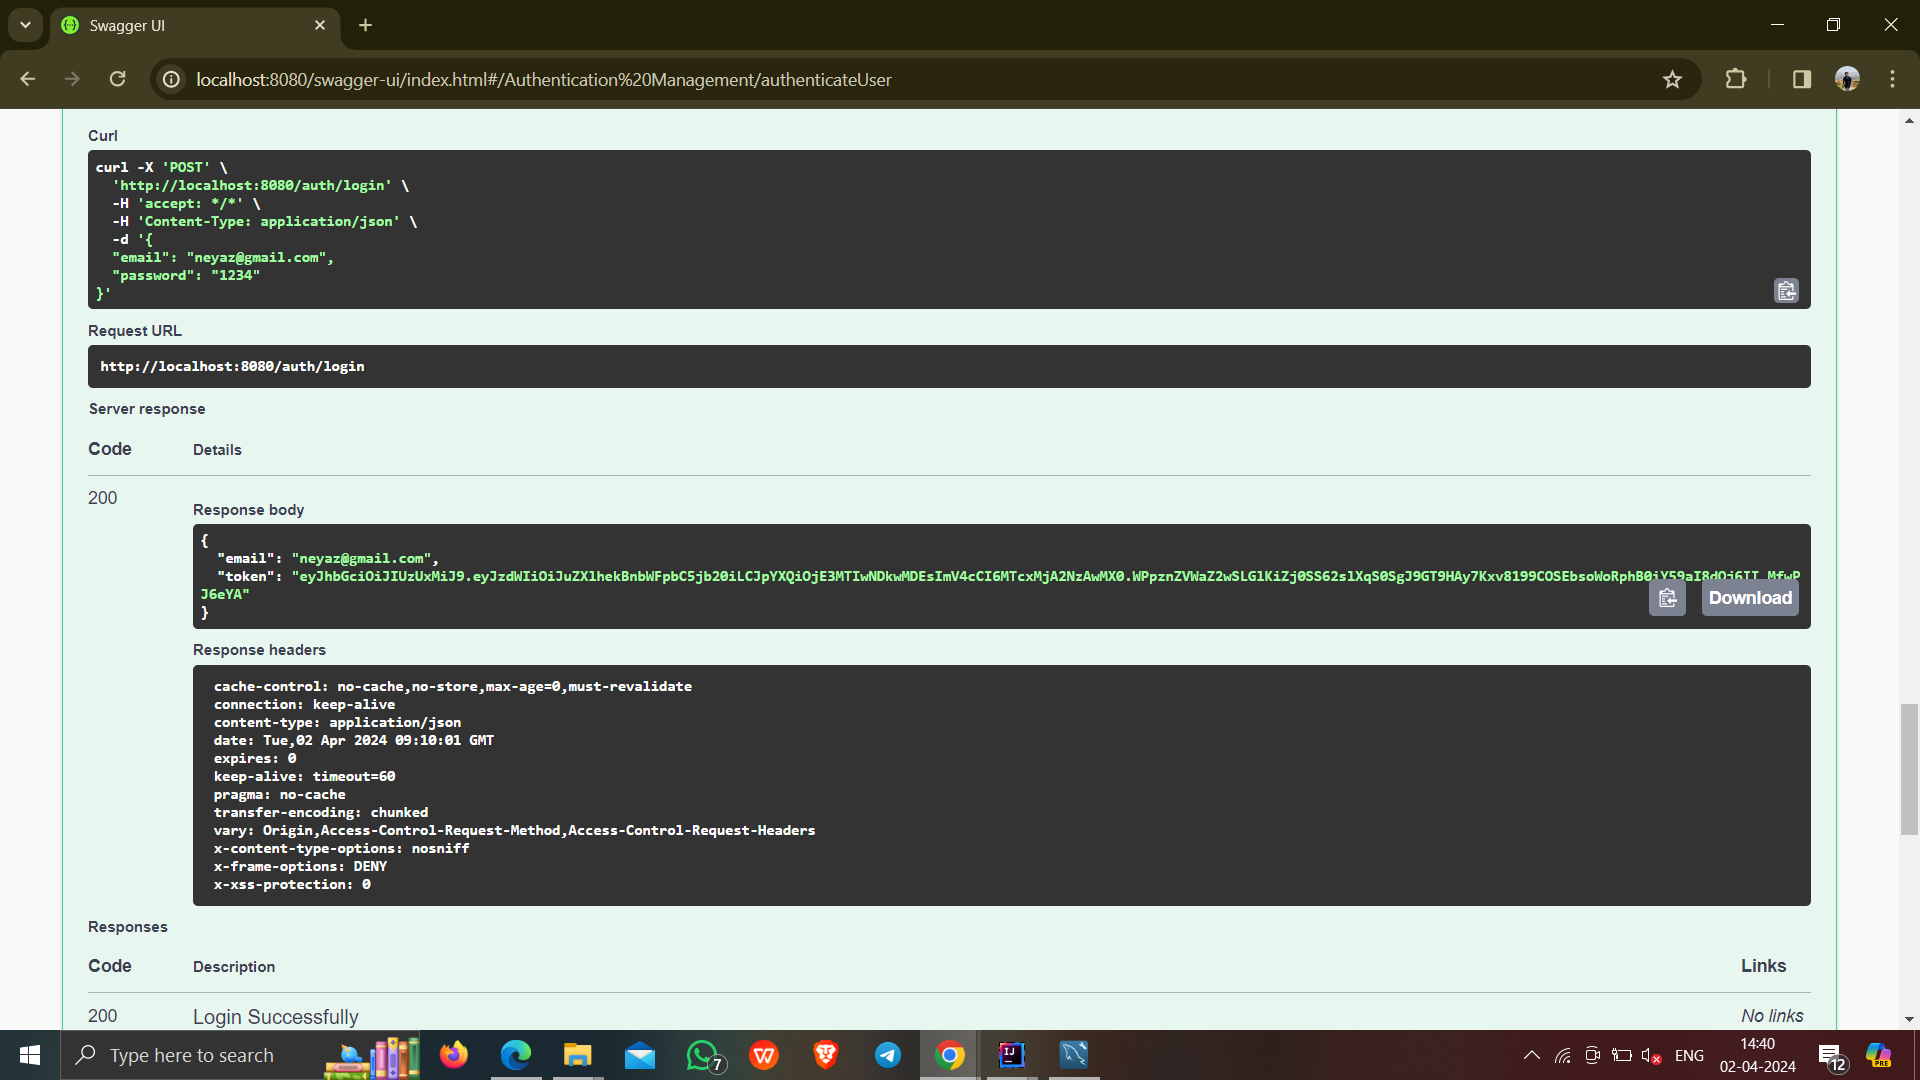 Swagger UI
localhost:8080/swagger-ui/index.html#/Authentication%20Management/authenticateUser
Curl
curl -X 'POST' \
'http://localhost:8080/auth/login' \
-H 'accept: */*' \
-H 'Content-Type: application/json' \
-d '{
"email": "neyaz@gmail.com",
"password": "1234"
}'
Request URL
http://localhost:8080/auth/login
Server response
Code Details
200
Response body
{
"email": "neyaz@gmail.com",
"token":
J6eYA"
}
Download
Response headers
cache-control: no-cache,no-store,max-age=0,must-revalidate
connection: keep-alive
content-type: application/json
date: Tue,02 Apr 2024 09:10:01 GMT
expires: 0
keep-alive: timeout=60
pragma: no-cache
transfer-encoding: chunked
vary: Origin,Access-Control-Request-Method,Access-Control-Request-Headers
x-content-type-options: nosniff
x-frame-options: DENY
x-xss-protection: 0
Responses
Code Description Links
200 Login Successfully No links
Type here to search
7
W
IJ
ENG
14:40
02-04-2024
12
PRE